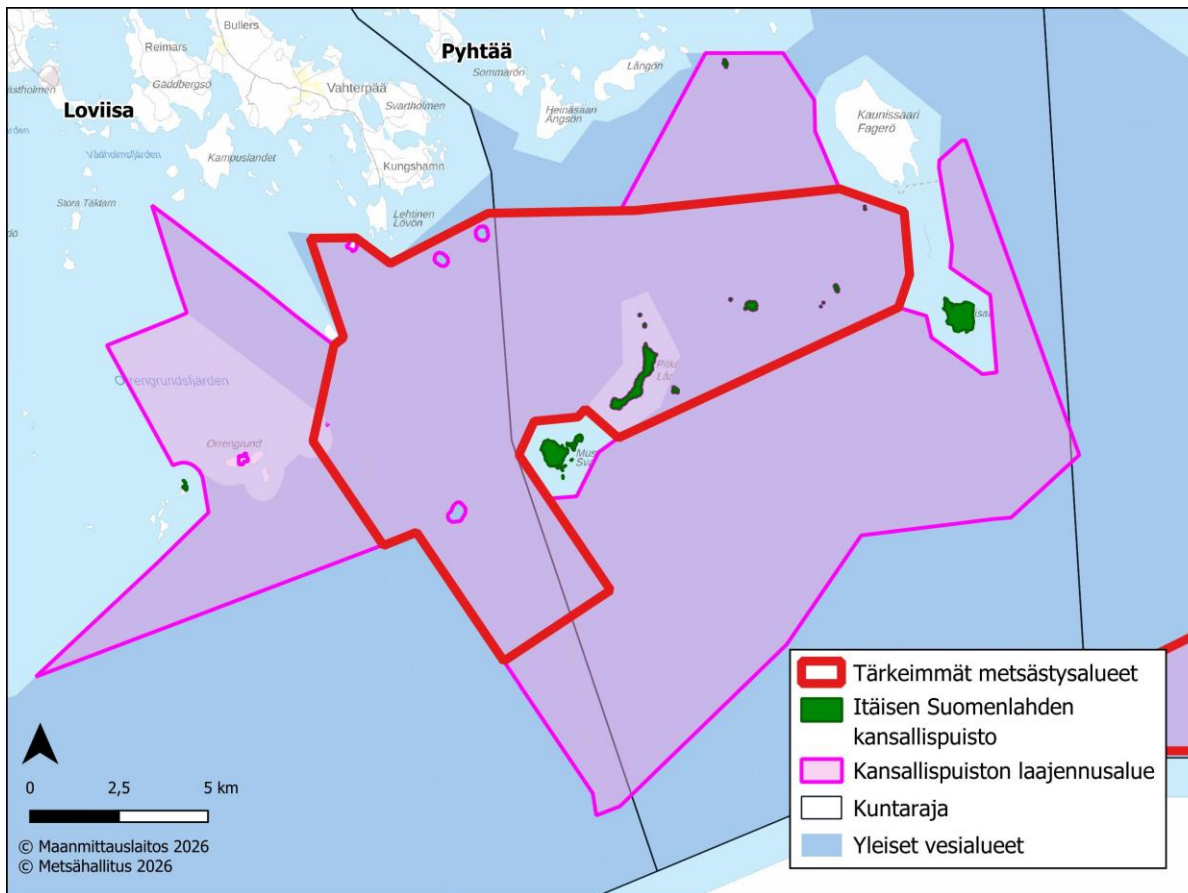 Bullers
Reimars
Pyhtää
Långön
Sommarön
Gäddbergsö
Vahterpää
Loviisa
Svartholmen
Heinäsaari
Ängsön
Kaunissaari
Fagerö
Vådholmsfjärden
Kampuslandet
Kungshamn
Stora Täktarn
Lehtinen
Lövön
Orrengrundsfjärden
Orrengrund
Tärkeimmät metsästysalueet
Itäisen Suomenlahden
kansallispuisto
Kansallispuiston laajennusalue
Kuntaraja
Yleiset vesialueet
0 2,5 5 km
© Maanmittauslaitos 2026
© Metsähallitus 2026